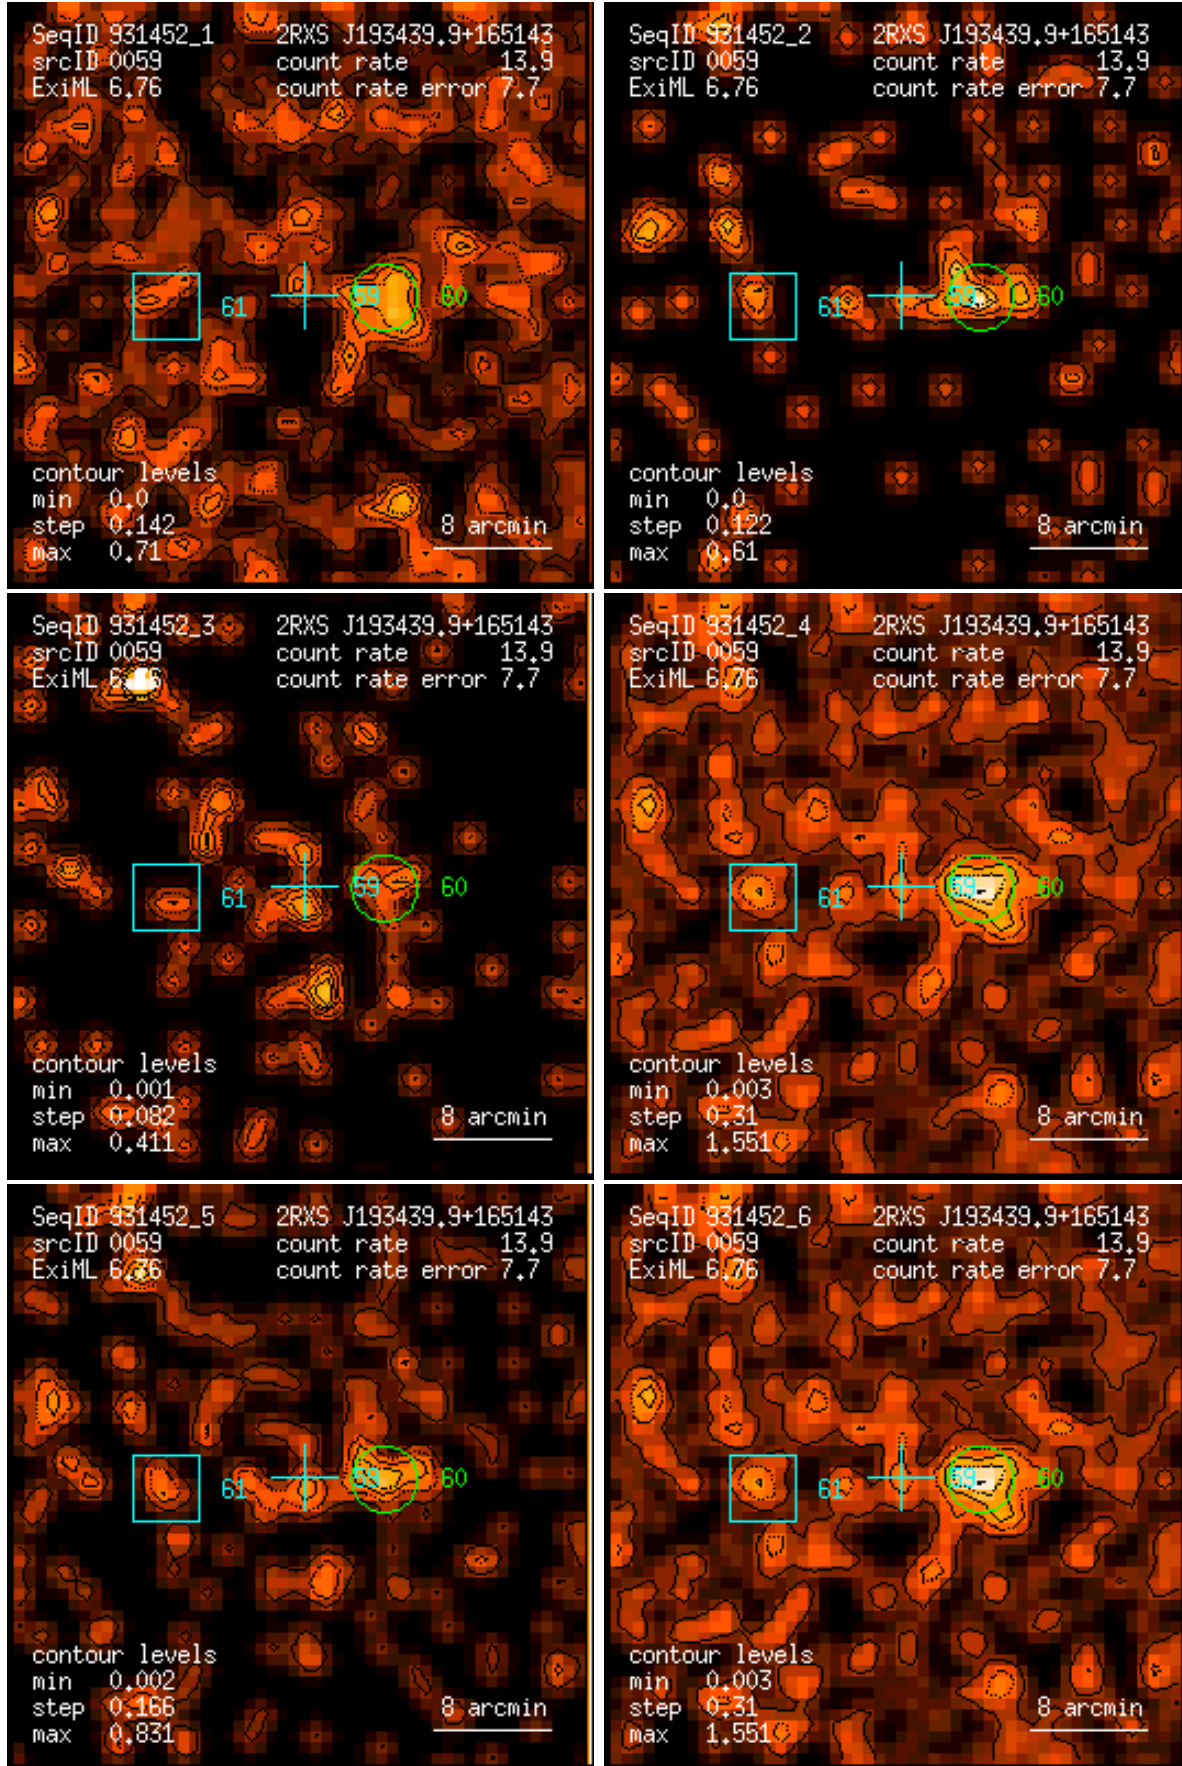 SeqID 931452_1 2RXS J193439.9+165143
srcID 0059 count rate 13.9
ExiML 6.76 count rate error 7.7
61 59 60
contour levels
min 0.0
step 0.142
max 0.71
8 arcmin
SeqID 931452_2 2RXS J193439.9+165143
srcID 0059 count rate 13.9
ExiML 6.76 count rate error 7.7
61 59 60
contour levels
min 0.0
step 0.122
max 0.61
8 arcmin
SeqID 931452_3 2RXS J193439.9+165143
srcID 0059 count rate 13.9
ExiML 6.76 count rate error 7.7
61 59 60
contour levels
min 0.001
step 0.082
max 0.411
8 arcmin
SeqID 931452_4 2RXS J193439.9+165143
srcID 0059 count rate 13.9
ExiML 6.76 count rate error 7.7
61 59 60
contour levels
min 0.003
step 0.31
max 1.551
8 arcmin
SeqID 931452_5 2RXS J193439.9+165143
srcID 0059 count rate 13.9
ExiML 6.76 count rate error 7.7
61 59 60
contour levels
min 0.002
step 0.166
max 0.831
8 arcmin
SeqID 931452_6 2RXS J193439.9+165143
srcID 0059 count rate 13.9
ExiML 6.76 count rate error 7.7
61 59 60
contour levels
min 0.003
step 0.31
max 1.551
8 arcmin